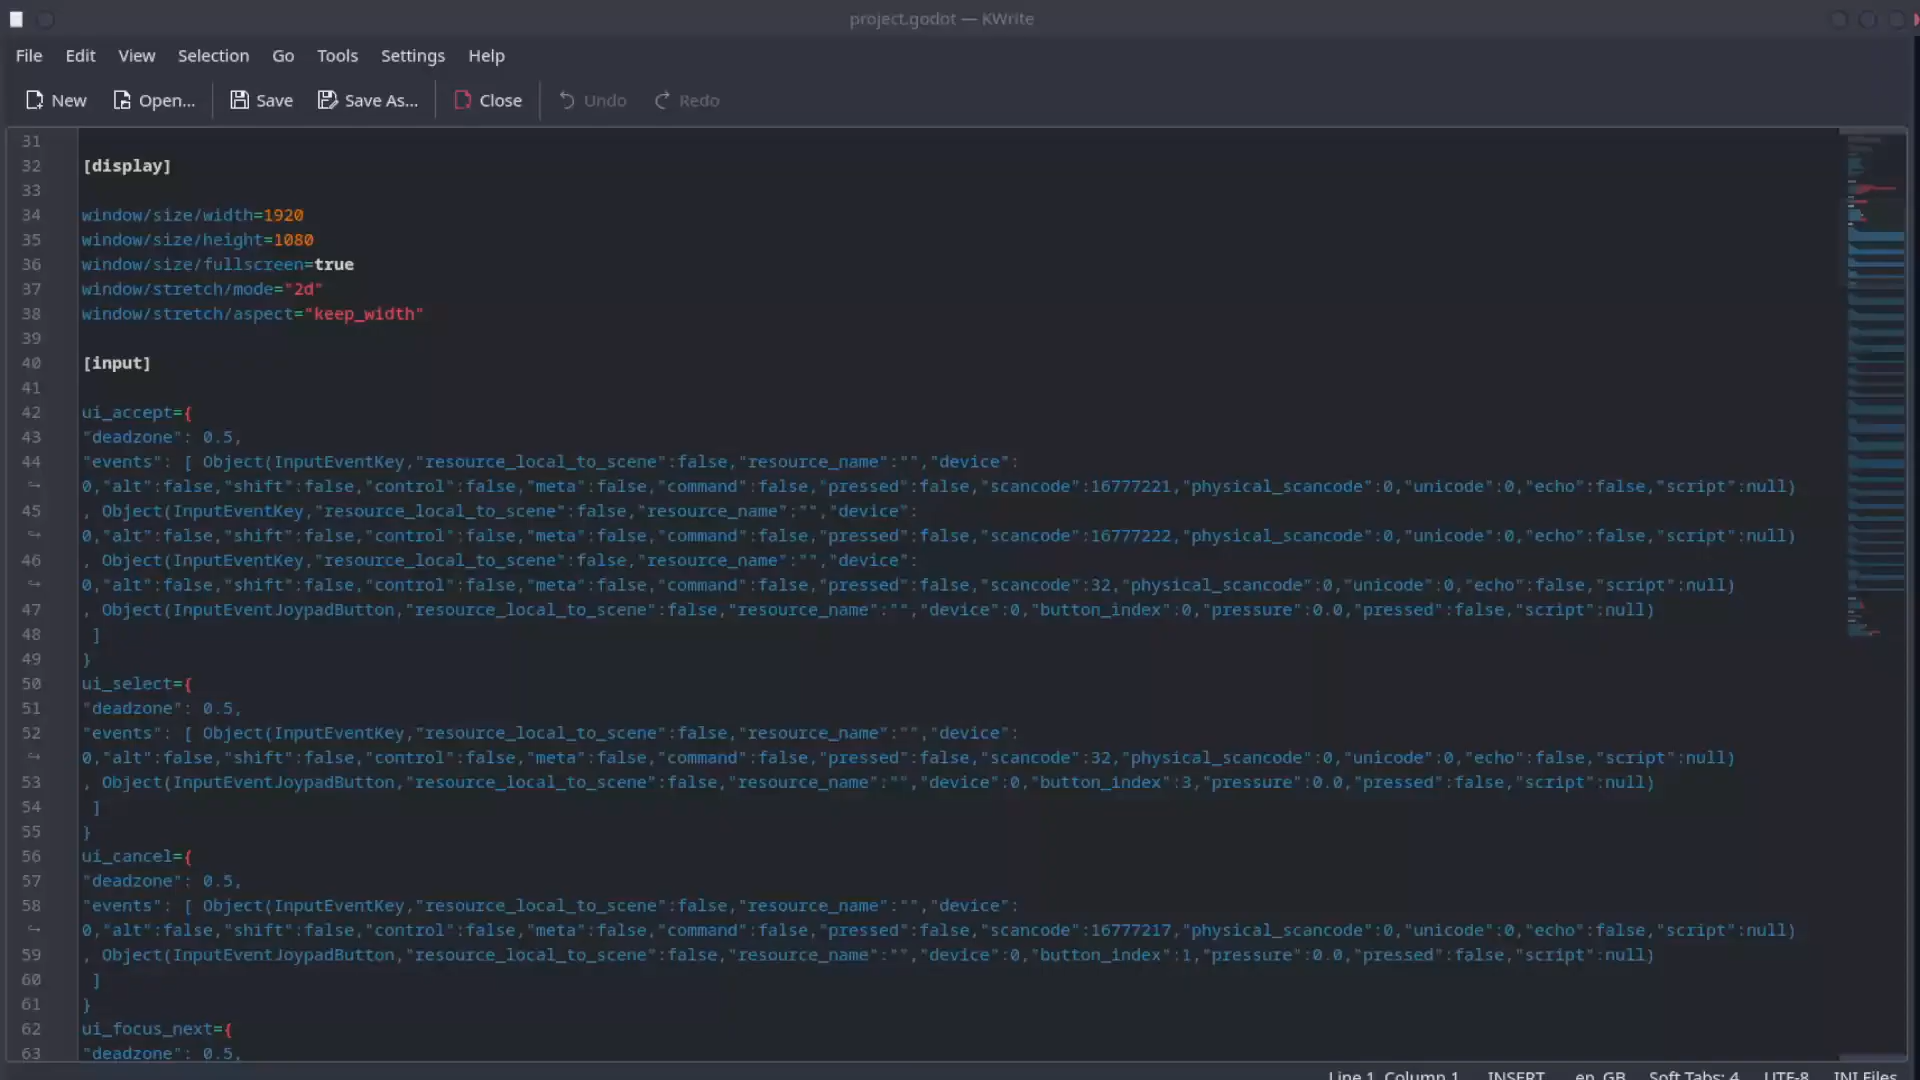 project.godot — KWrite
File Edit View Selection Go Tools Settings Help
New Open... Save Save As... Close Undo Redo
31
32 [display]
33
34 window/size/width=1920
35 window/size/height=1080
36 window/size/fullscreen=true
37 window/stretch/mode="2d"
38 window/stretch/aspect="keep_width"
39
40 [input]
41
42 ui_accept={
43 "deadzone": 0.5,
44 "events": [ Object(InputEventKey,"resource_local_to_scene":false,"resource_name":"","device":
0,"alt":false,"shift":false,"control":false,"meta":false,"command":false,"pressed":false,"scancode":16777221,"physical_scancode":0,"unicode":0,"echo":false,"script":null)
45 , Object(InputEventKey,"resource_local_to_scene":false,"resource_name":"","device":
0,"alt":false,"shift":false,"control":false,"meta":false,"command":false,"pressed":false,"scancode":16777222,"physical_scancode":0,"unicode":0,"echo":false,"script":null)
46 , Object(InputEventKey,"resource_local_to_scene":false,"resource_name":"","device":
0,"alt":false,"shift":false,"control":false,"meta":false,"command":false,"pressed":false,"scancode":32,"physical_scancode":0,"unicode":0,"echo":false,"script":null)
47 , Object(InputEventJoypadButton,"resource_local_to_scene":false,"resource_name":"","device":0,"button_index":0,"pressure":0.0,"pressed":false,"script":null)
48 ]
49 }
50 ui_select={
51 "deadzone": 0.5,
52 "events": [ Object(InputEventKey,"resource_local_to_scene":false,"resource_name":"","device":
0,"alt":false,"shift":false,"control":false,"meta":false,"command":false,"pressed":false,"scancode":32,"physical_scancode":0,"unicode":0,"echo":false,"script":null)
53 , Object(InputEventJoypadButton,"resource_local_to_scene":false,"resource_name":"","device":0,"button_index":3,"pressure":0.0,"pressed":false,"script":null)
54 ]
55 }
56 ui_cancel={
57 "deadzone": 0.5,
58 "events": [ Object(InputEventKey,"resource_local_to_scene":false,"resource_name":"","device":
0,"alt":false,"shift":false,"control":false,"meta":false,"command":false,"pressed":false,"scancode":16777217,"physical_scancode":0,"unicode":0,"echo":false,"script":null)
59 , Object(InputEventJoypadButton,"resource_local_to_scene":false,"resource_name":"","device":0,"button_index":1,"pressure":0.0,"pressed":false,"script":null)
60 ]
61 }
62 ui_focus_next={
63 "deadzone": 0.5,
Line 1, Column 1 INSERT en_GB Soft Tabs: 4 UTF-8 INI Files